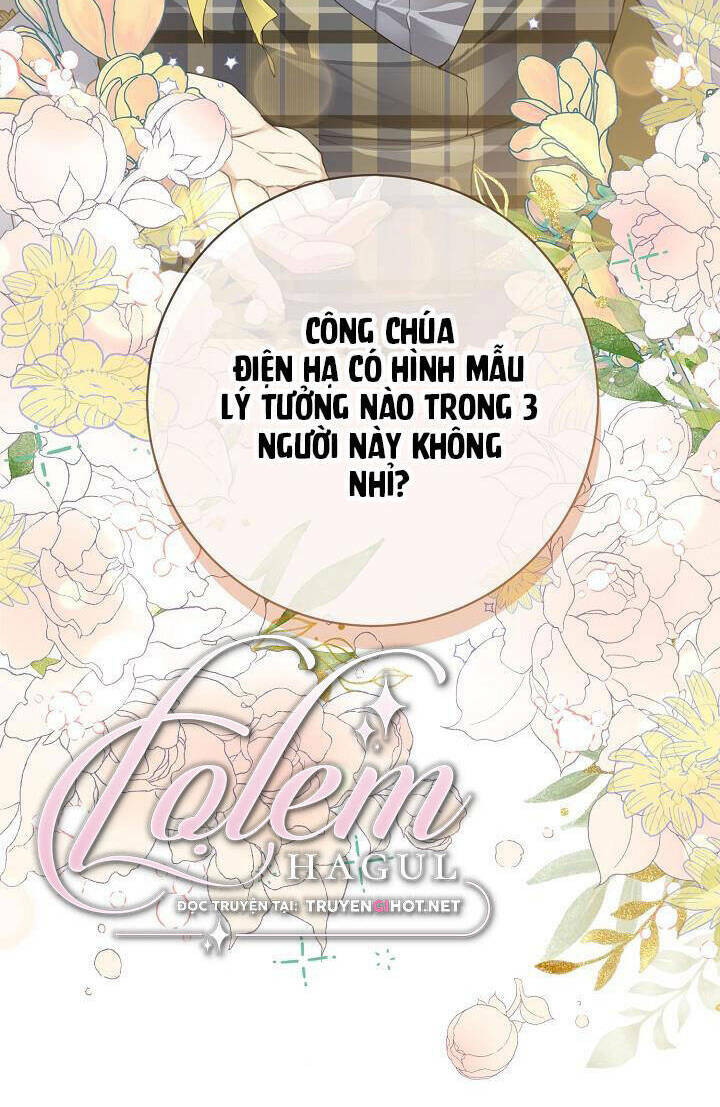 CÔNG CHÚA
ĐIỆN HẠ CÓ HÌNH MẪU
LÝ TƯỞNG NÀO TRONG 3
NGƯỜI NÀY KHÔNG
NHỈ?
Lọlem
HAGUL
ĐỌC TRUYỆN TẠI: TRUYENGIHOT.NET